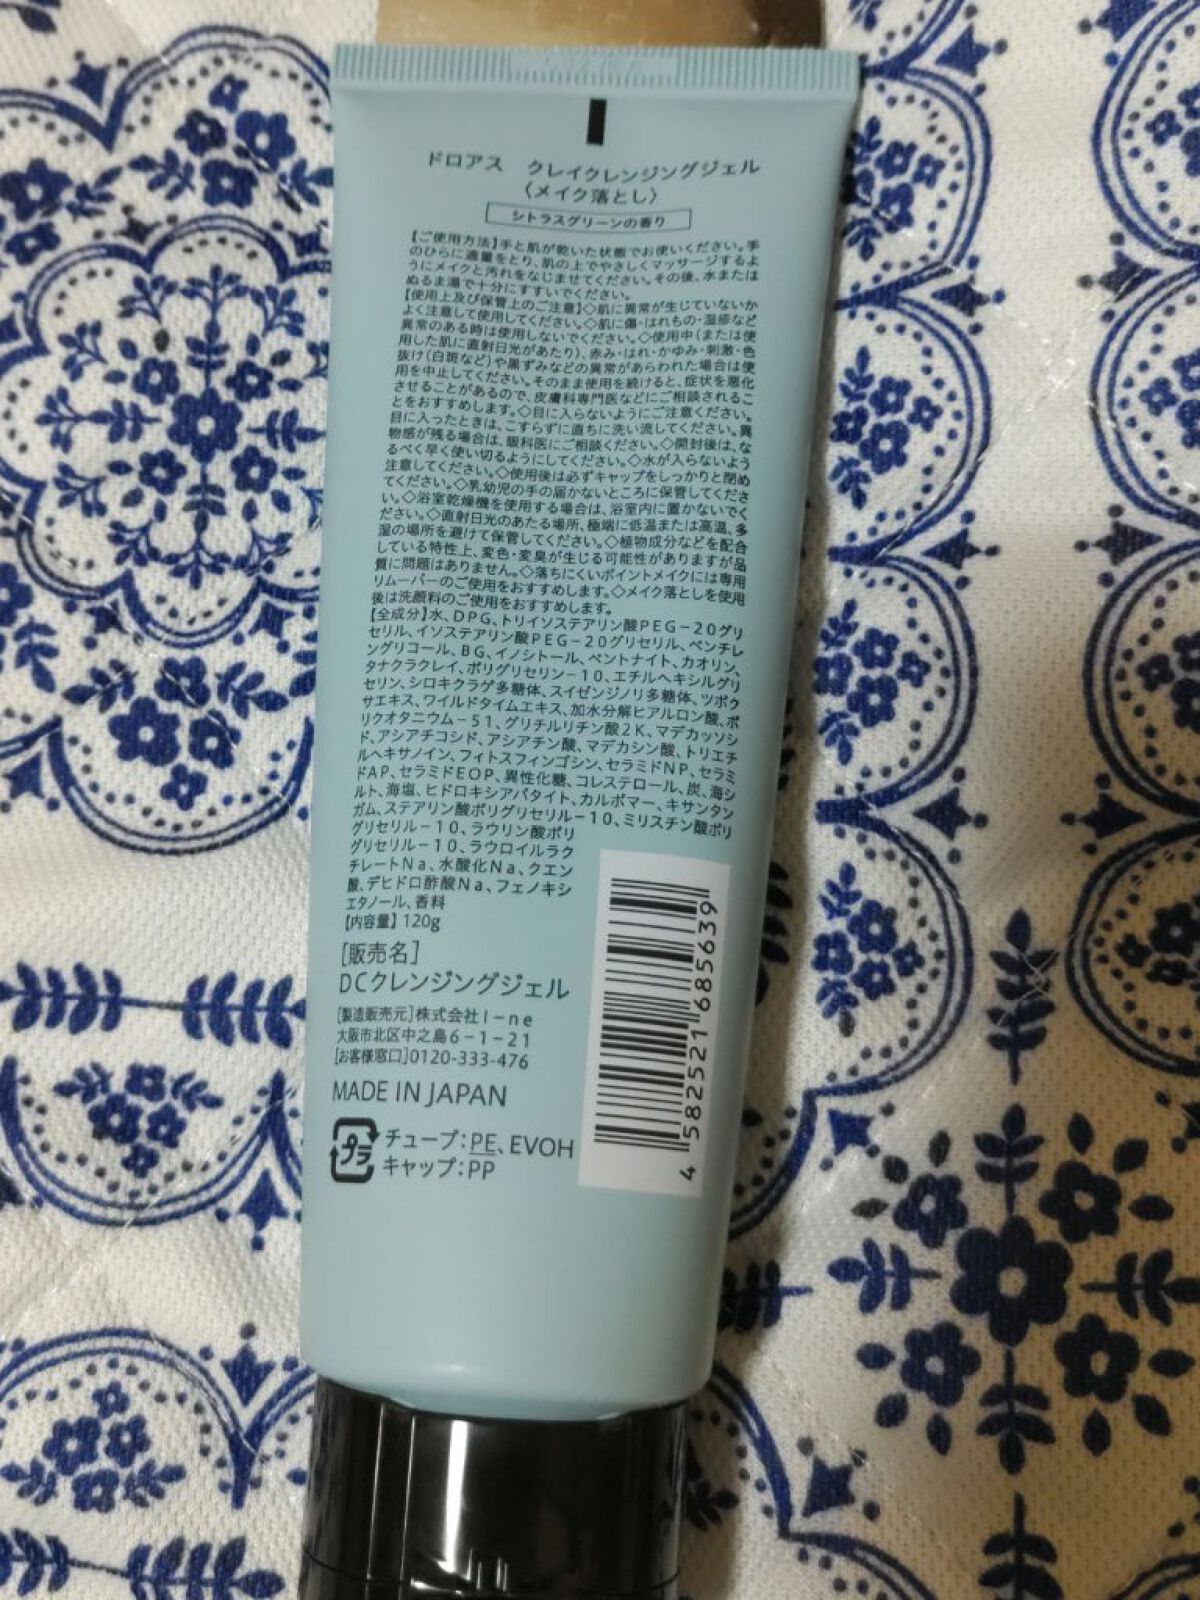 ドロアス　クレイクレンジングジェル
〈メイク落とし〉
シトラスグリーンの香り
【ご使用方法】手と肌が乾いた状態でお使いください。手
のひらに適量をとり、肌の上でやさしくマッサージするよ
うにメイクと汚れをなじませてください。その後、水または
ぬるま湯で十分にすすいでください。
【使用上及び保管上のご注意】◇肌に異常が生じていないか
よく注意して使用してください。◇肌に傷・はれもの・湿疹など
異常のある時は使用しないでください。◇使用中(または使
用した肌に直射日光があたり)、赤み・はれ・かゆみ・刺激・色
抜け(白斑など)や黒ずみなどの異常があらわれた場合は使
用を中止してください。そのまま使用を続けると、症状を悪化
させることがあるので、皮膚科専門医などにご相談されるこ
とをおすすめします。◇目に入らないようにご注意ください。
目に入ったときは、こすらずに直ちに洗い流してください。異
物感が残る場合は、眼科医にご相談ください。◇開封後は、な
るべく早く使い切るようにしてください。◇水が入らないよう
注意してください。◇使用後は必ずキャップをしっかりと閉め
てください。◇乳幼児の手の届かないところに保管してくださ
い。◇浴室乾燥機を使用する場合は、浴室内に置かないでく
ださい。◇直射日光のあたる場所、極端に低温または高温、多
湿の場所を避けて保管してください。◇植物成分などを配合
している特性上、変色・変臭が生じる可能性がありますが品
質に問題はありません。◇落ちにくいポイントメイクには専用
リムーバーのご使用をおすすめします。◇メイク落としを使用
後は洗顔料のご使用をおすすめします。
【全成分】水、DPG、トリイソステアリン酸PEG－20グリ
セリル、イソステアリン酸PEG－20グリセリル、ペンチレ
ングリコール、BG、イノシトール、ベントナイト、カオリン、
タナクラクレイ、ポリグリセリン－10、エチルヘキシルグリ
セリン、シロキクラゲ多糖体、スイゼンジノリ多糖体、ツボク
サエキス、ワイルドタイムエキス、加水分解ヒアルロン酸、ポ
リクオタニウム－51、グリチルリチン酸2K、マデカッソシ
ド、アシアチコシド、アシアチン酸、マデカシン酸、トリエチ
ルヘキサノイン、フィトスフィンゴシン、セラミドNP、セラミ
ドAP、セラミドEOP、異性化糖、コレステロール、炭、海シ
ルト、海塩、ヒドロキシアパタイト、カルボマー、キサンタン
ガム、ステアリン酸ポリグリセリル－10、ミリスチン酸ポリ
グリセリル－10、ラウリン酸ポリ
グリセリル－10、ラウロイルラク
チレートNa、水酸化Na、クエン
酸、デヒドロ酢酸Na、フェノキシ
エタノール、香料
【内容量】120g
[販売名]
DCクレンジングジェル
[製造販売元]株式会社I－ne
大阪市北区中之島6－1－21
[お客様窓口]0120-333-476
MADE IN JAPAN
プラ
チューブ:PE、EVOH
キャップ:PP
4 582521 685639